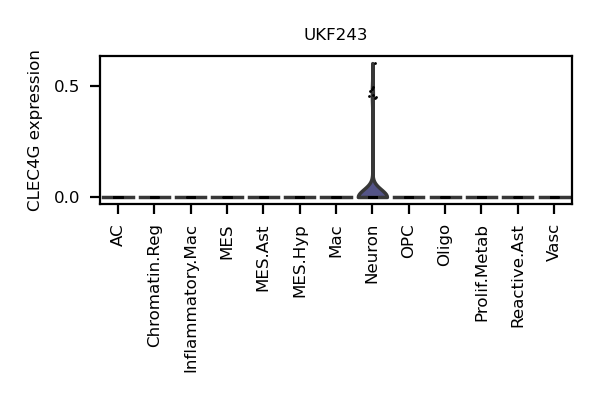 UKF243
CLEC4G expression
0.5
0.0
AC
Chromatin.Reg
Inflammatory.Mac
MES
MES.Ast
MES.Hyp
Mac
Neuron
OPC
Oligo
Prolif.Metab
Reactive.Ast
Vasc